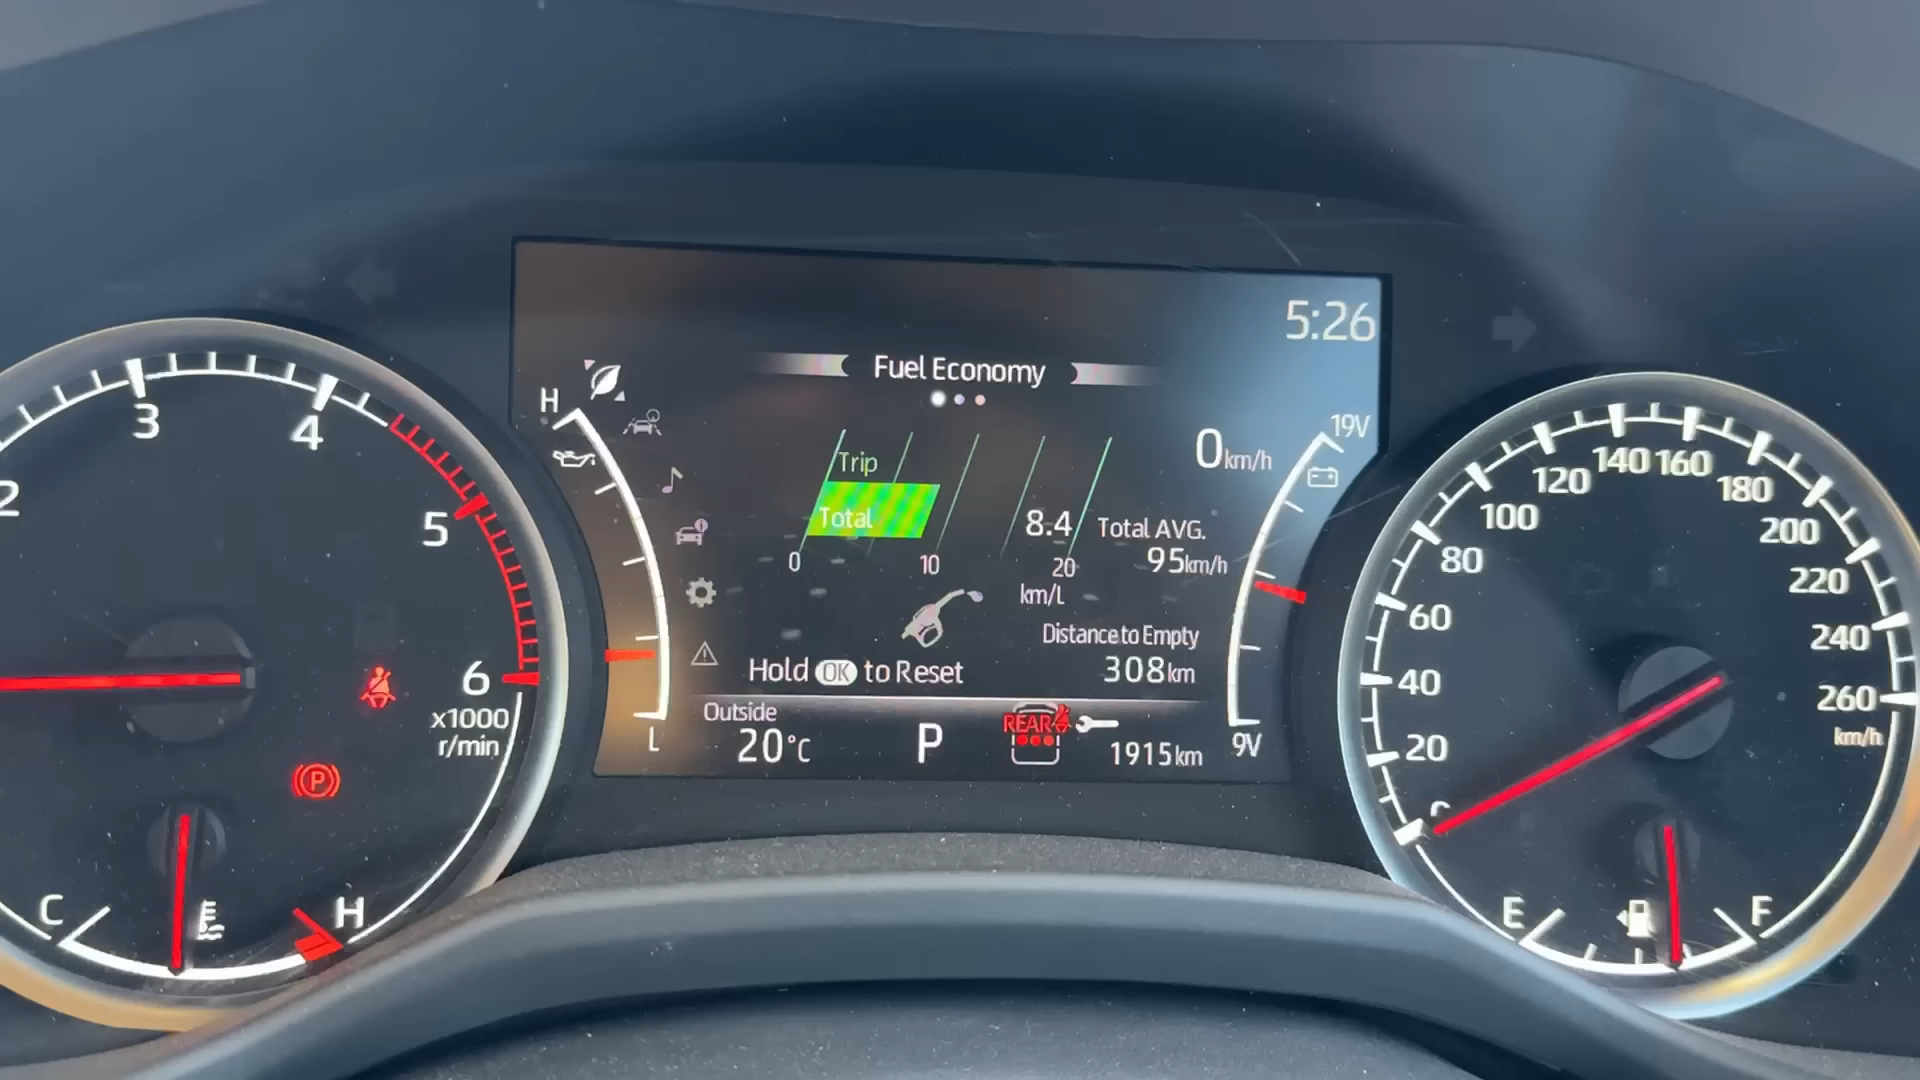 5:26
Fuel Economy
H
L
0km/h
19V
9V
Trip
Total
8.4
0
10
20
km/L
Total AVG.
95km/h
Distance to Empty
308km
Hold OK to Reset
Outside
20°C
P
REAR
1915km
2
3
4
5
6
x1000
r/min
P
C
H
20
40
60
80
100
120
140
160
180
200
220
240
260
km/h
E
F